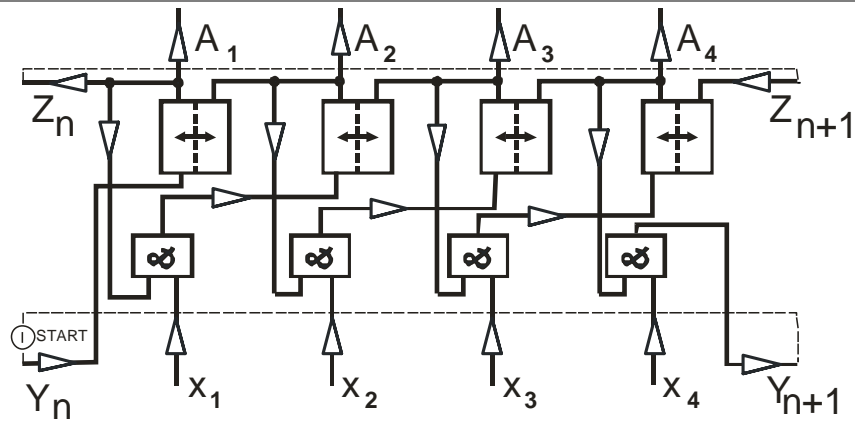 A1 A2 A3 A4
Zn Zn+1
& & & &
I START
Yn x1 x2 x3 x4 Yn+1